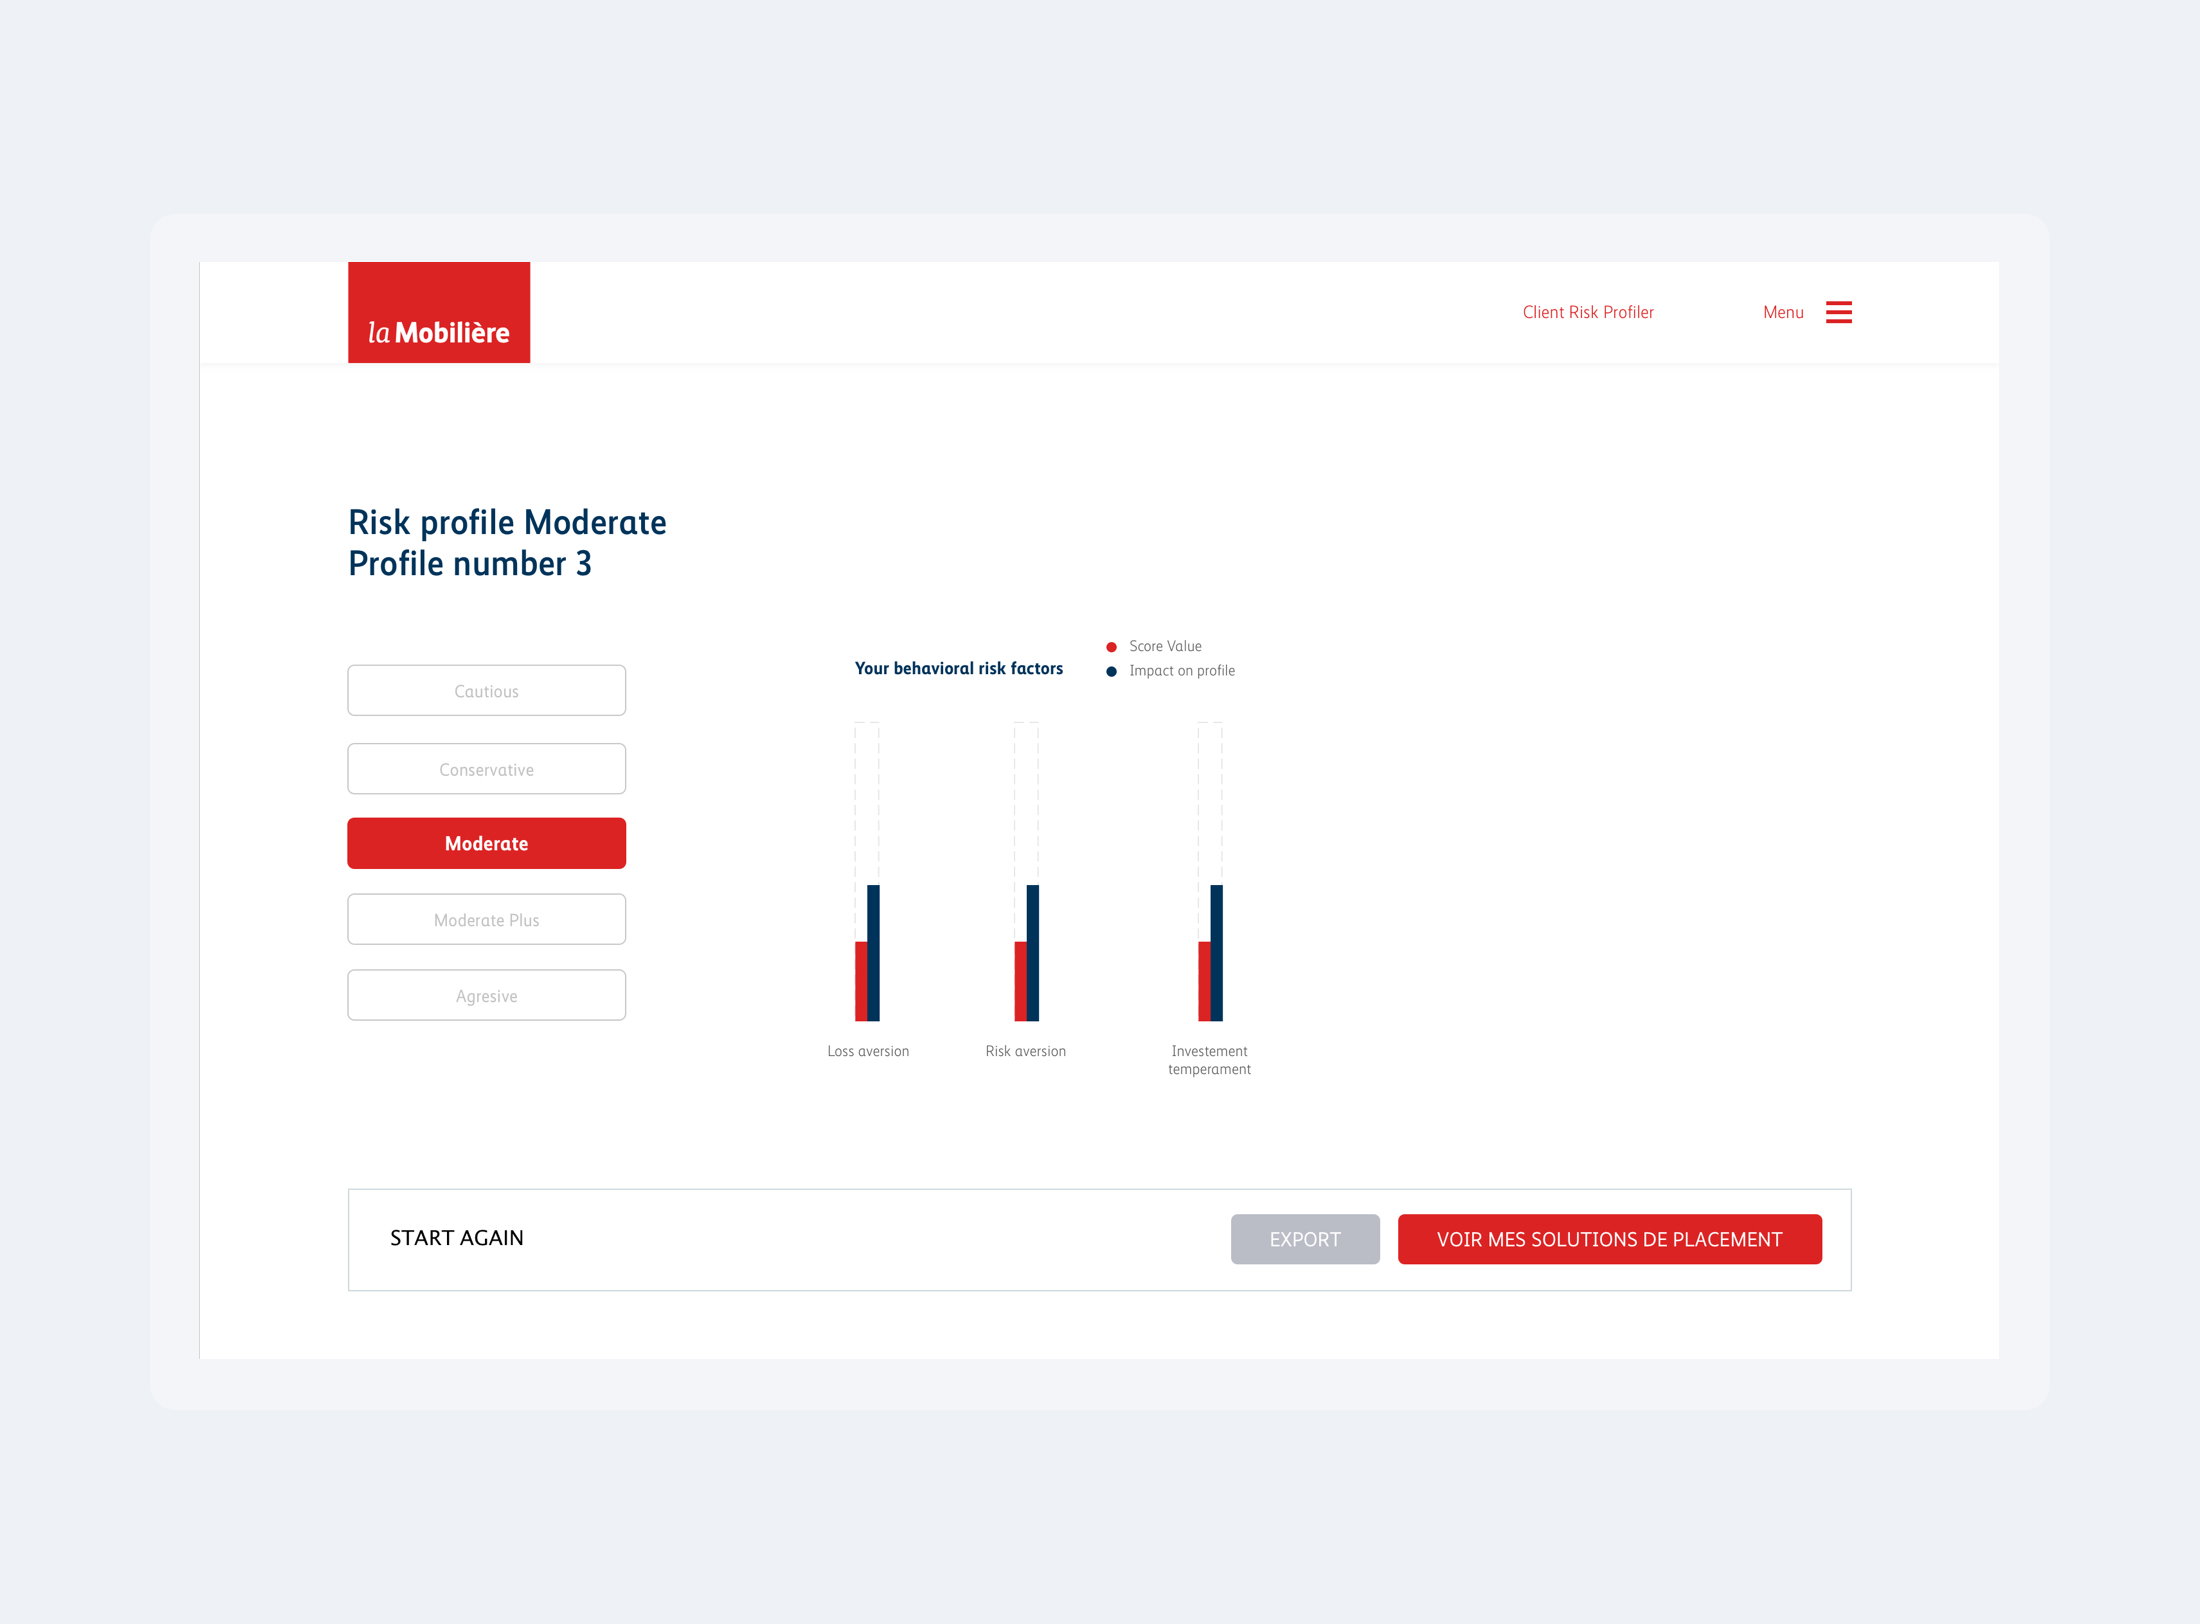 la Mobilière
Client Risk Profiler
Menu
Risk profile Moderate
Profile number 3
Cautious
Conservative
Moderate
Moderate Plus
Agresive
Your behavioral risk factors
Score Value
Impact on profile
Loss aversion
Risk aversion
Investement
temperament
START AGAIN
EXPORT
VOIR MES SOLUTIONS DE PLACEMENT